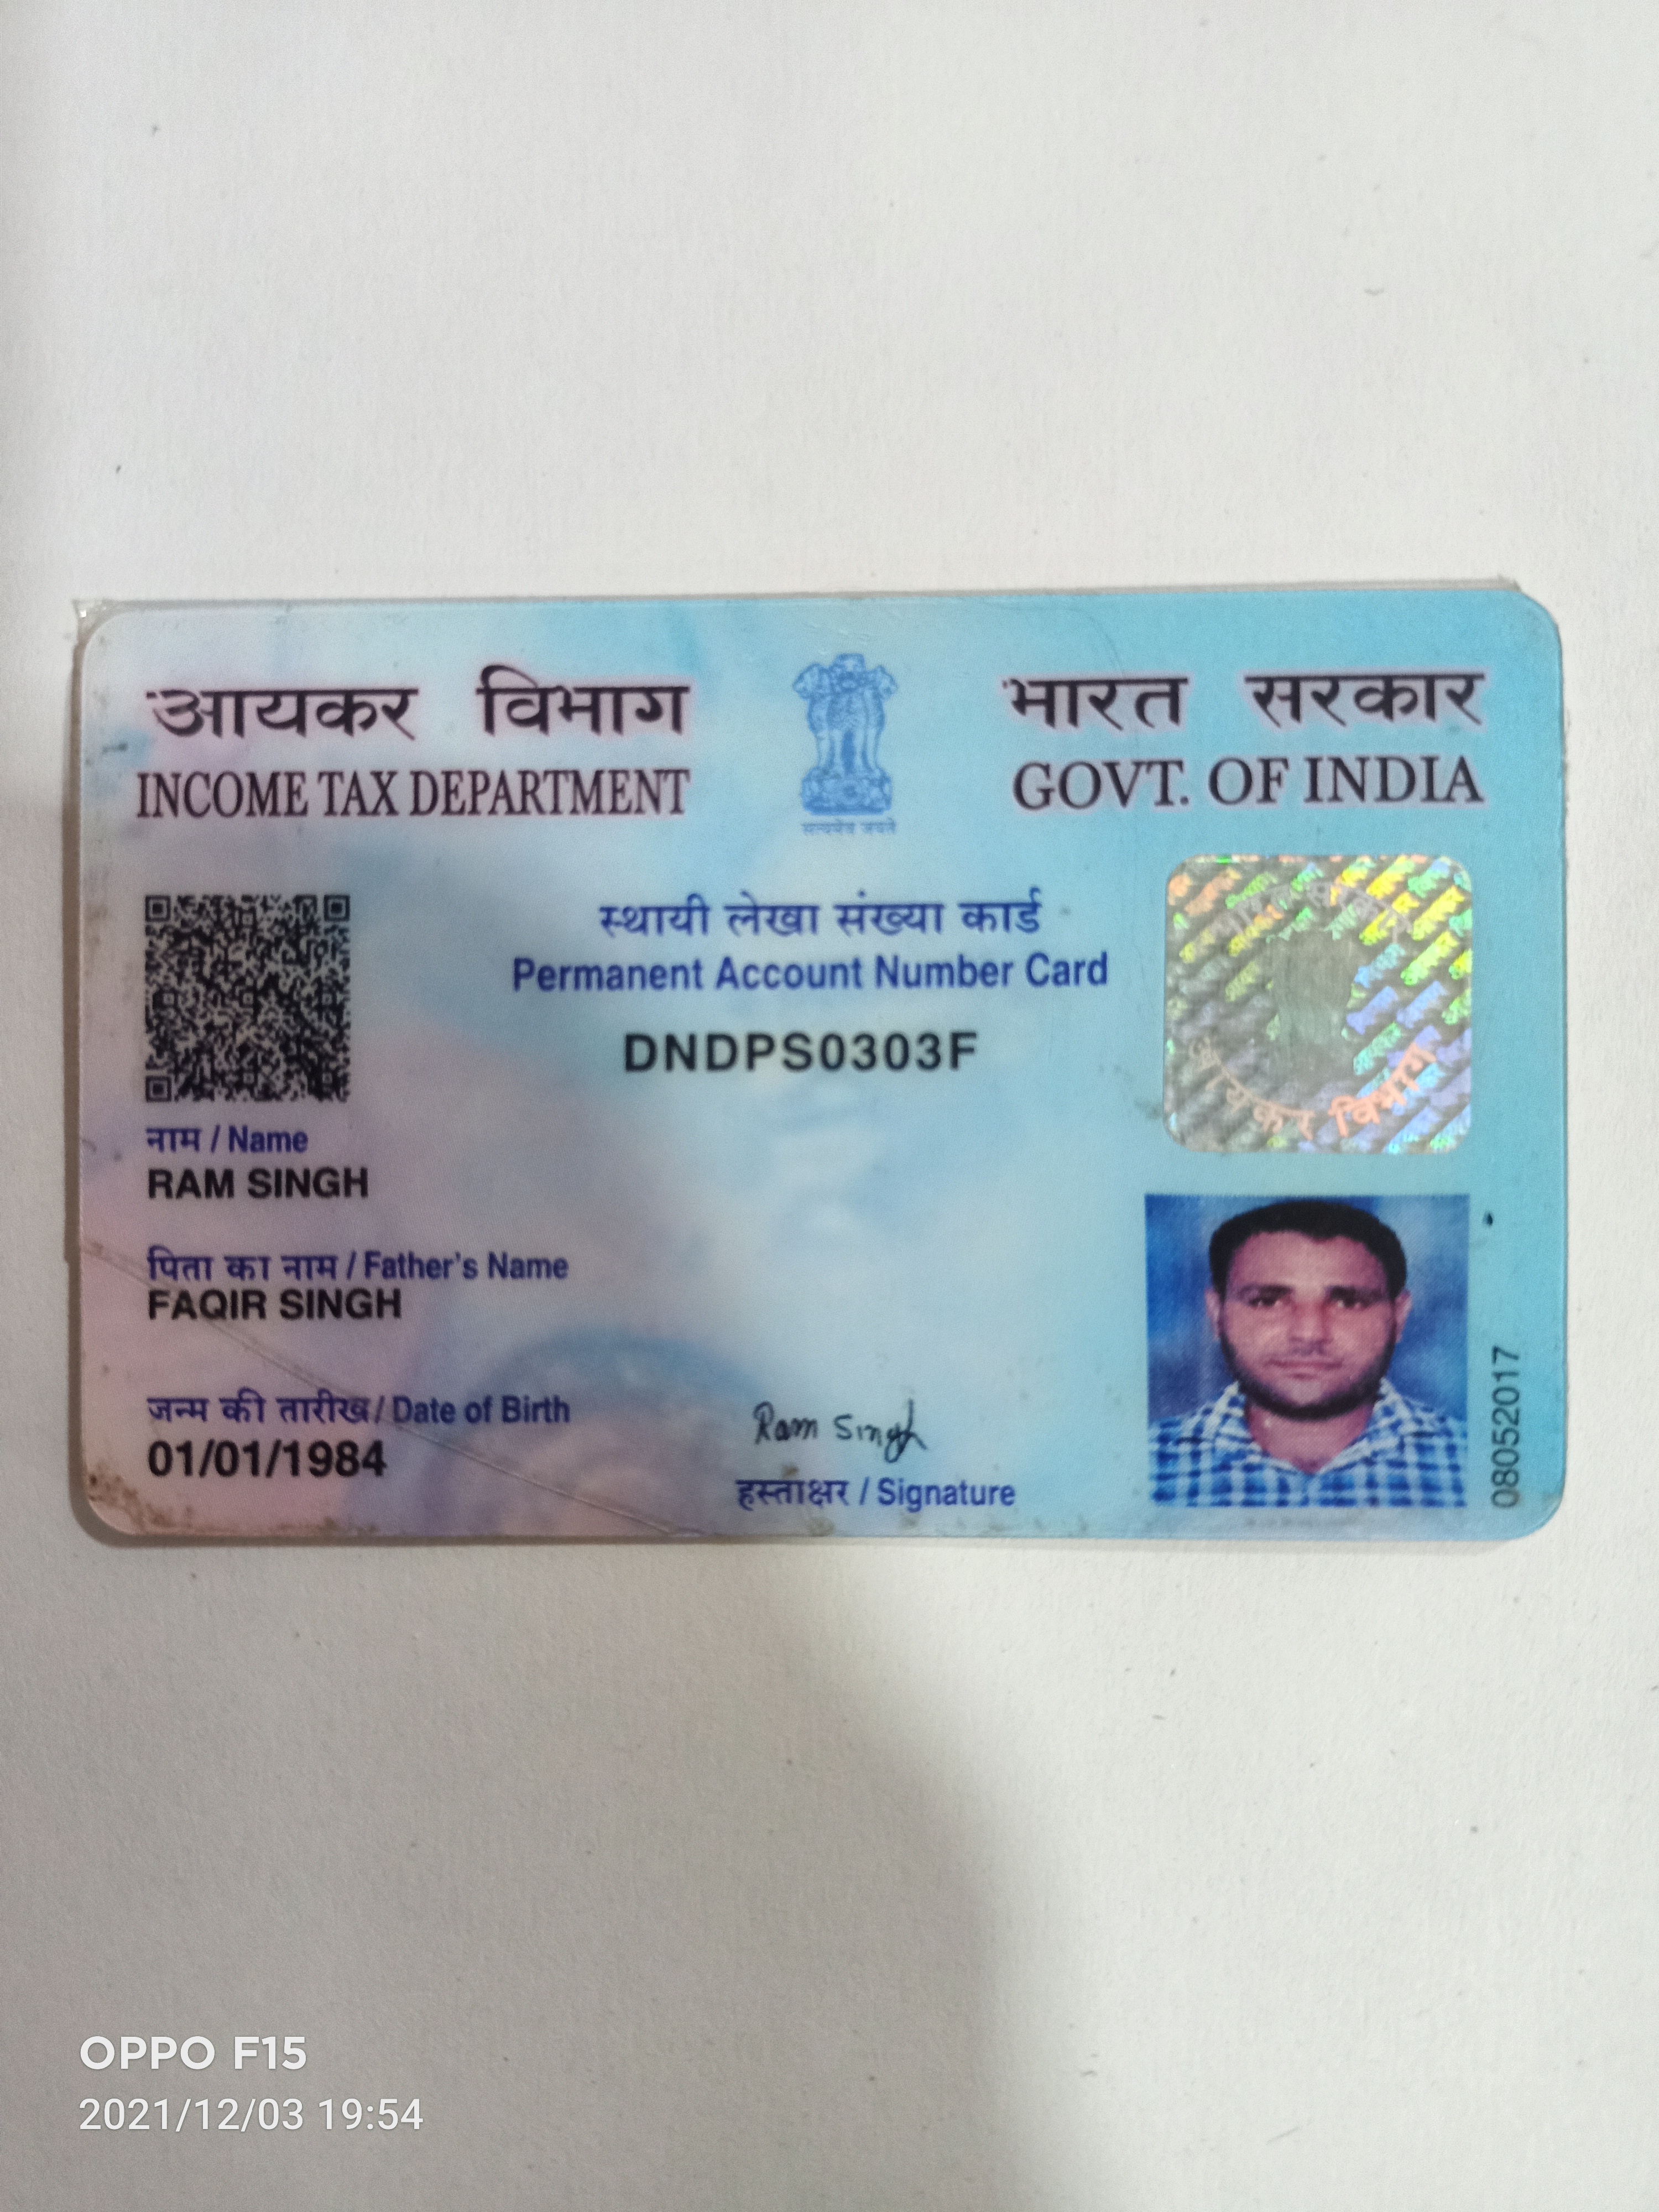 आयकर विभाग
INCOME TAX DEPARTMENT
सत्यमेव जयते
भारत सरकार
GOVT. OF INDIA
स्थायी लेखा संख्या कार्ड
Permanent Account Number Card
DNDPS0303F
आयकर विभाग
नाम / Name
RAM SINGH
पिता का नाम / Father's Name
FAQIR SINGH
जन्म की तारीख / Date of Birth
01/01/1984
Ram Singh
हस्ताक्षर / Signature
08052017
OPPO F15
2021/12/03 19:54